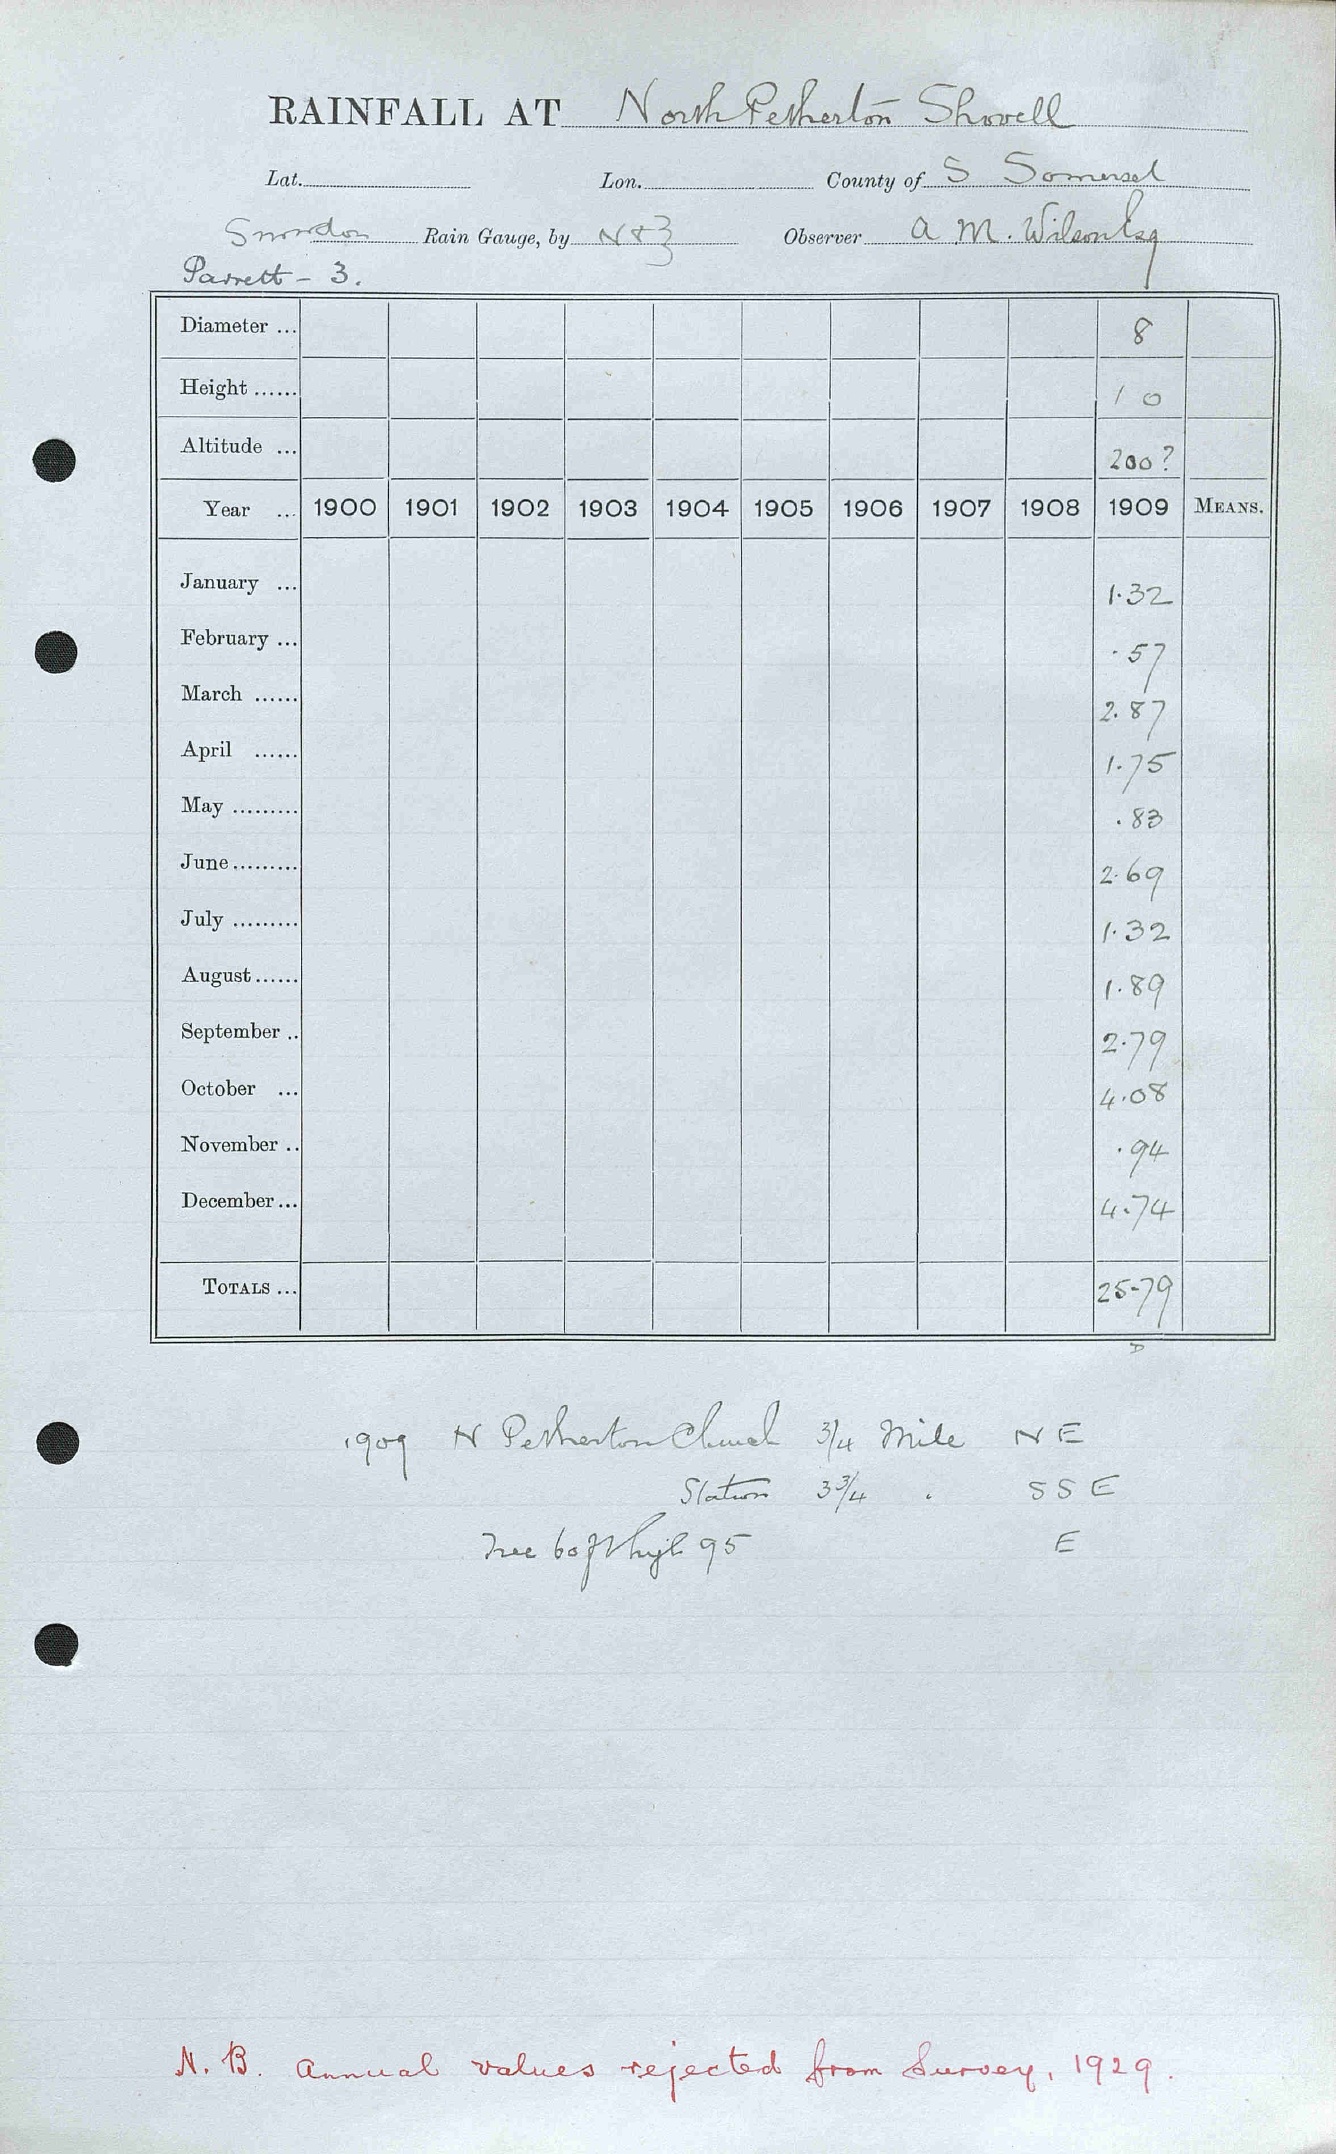 RAINFALL AT North Petherton Shovell
Lat. Lon. County of S Somerset
Snowdon Rain Gauge, by N & Z Observer A M. Wilson Esq
Parrett - 3.
Diameter ... 8
Height ...... 1 0
Altitude ... 200?
Year ... 1900 1901 1902 1903 1904 1905 1906 1907 1908 1909 MEANS.
January ... 1.32
February ... .57
March ...... 2.87
April ...... 1.75
May ......... .83
June ......... 2.69
July ......... 1.32
August ...... 1.89
September .. 2.79
October ... 4.08
November .. .94
December ... 4.74
TOTALS ... 25.79
D
1909 N Petherton Church 3/4 Mile N E
Station 3 3/4 " S S E
Tree 60 ft high 95 E
N.B. Annual values rejected from Survey, 1929.